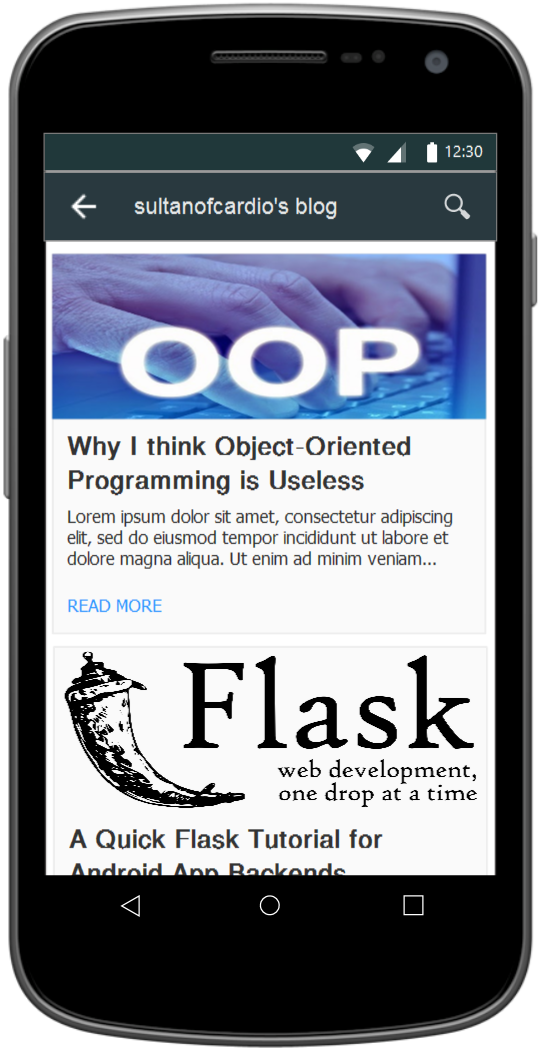 12:30
sultanofcardio's blog
OOP
Why I think Object-Oriented
Programming is Useless
Lorem ipsum dolor sit amet, consectetur adipiscing
elit, sed do eiusmod tempor incididunt ut labore et
dolore magna aliqua. Ut enim ad minim veniam...
READ MORE
Flask
web development,
one drop at a time
A Quick Flask Tutorial for
Android App Backends